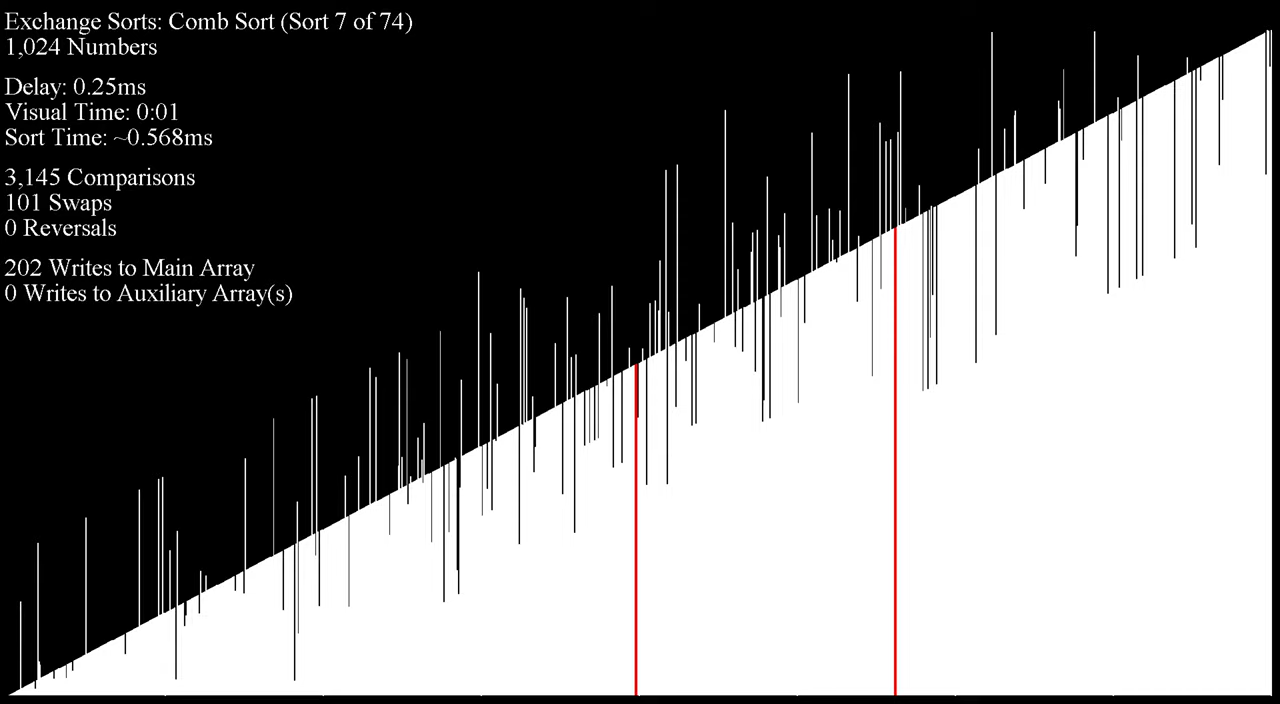 Exchange Sorts: Comb Sort (Sort 7 of 74)
1,024 Numbers
Delay: 0.25ms
Visual Time: 0:01
Sort Time: ~0.568ms
3,145 Comparisons
101 Swaps
0 Reversals
202 Writes to Main Array
0 Writes to Auxiliary Array(s)